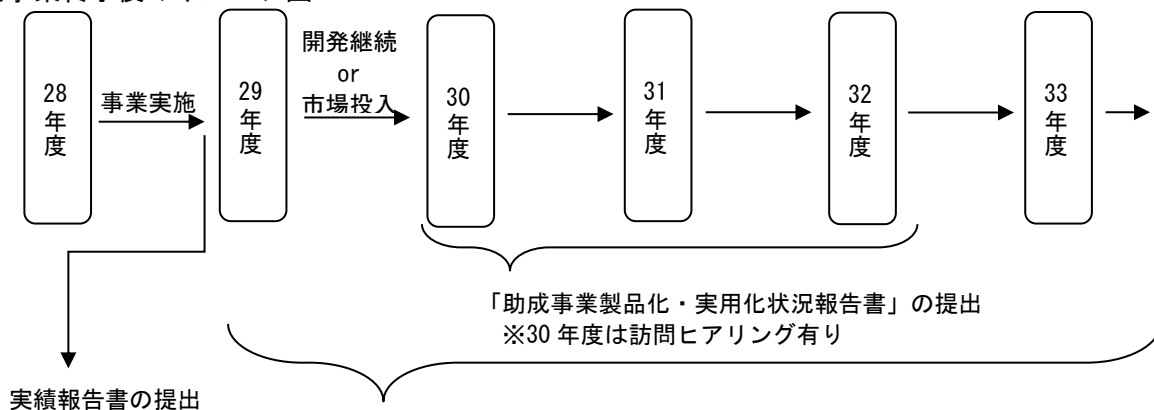 28
年
度
事業実施
29
年
度
開発継続
or
市場投入
30
年
度
31
年
度
32
年
度
33
年
度
「助成事業製品化・実用化状況報告書」の提出
※30 年度は訪問ヒアリング有り
実績報告書の提出